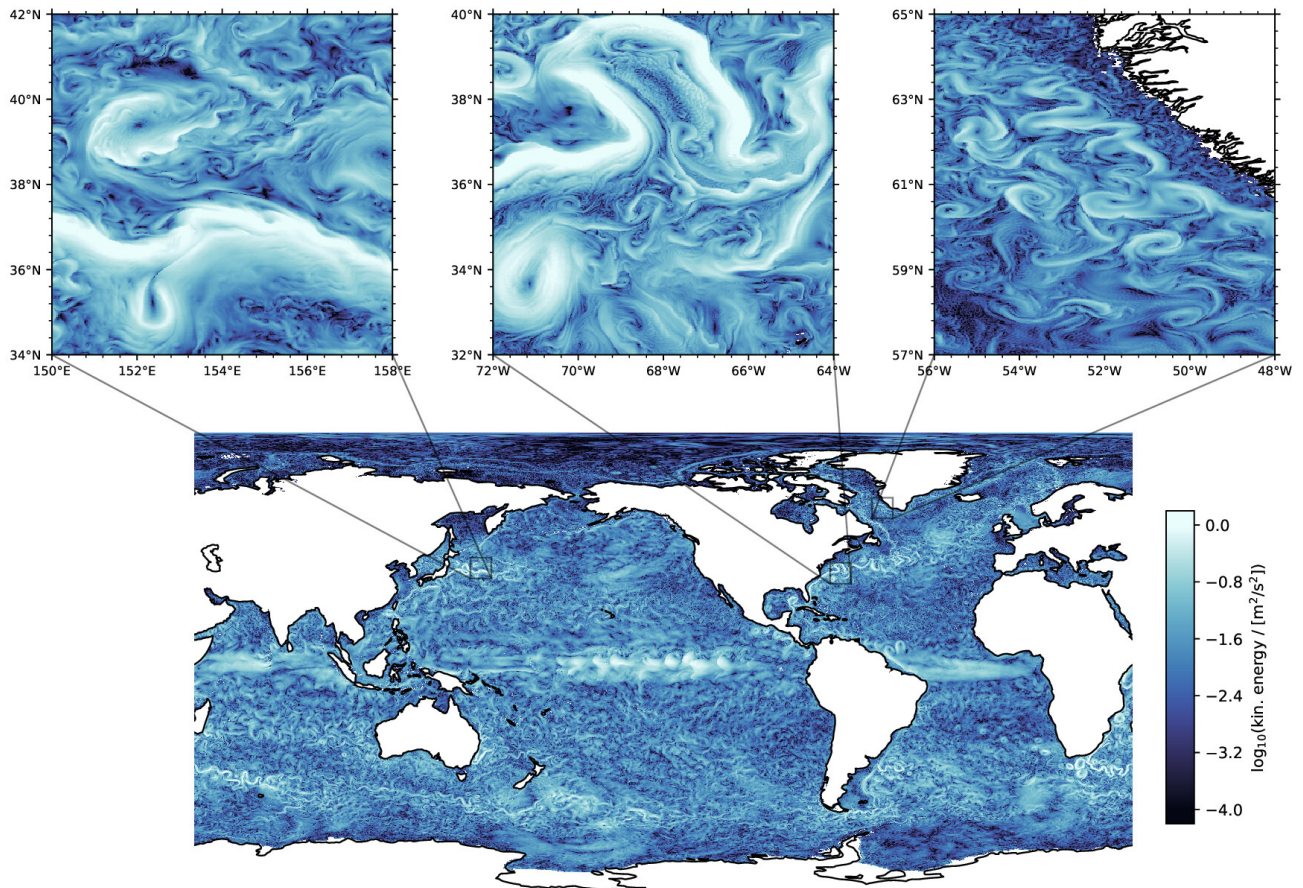 42°N
40°N
38°N
36°N
34°N
150°E 152°E 154°E 156°E 158°E
40°N
38°N
36°N
34°N
32°N
72°W 70°W 68°W 66°W 64°W
65°N
63°N
61°N
59°N
57°N
56°W 54°W 52°W 50°W 48°W
0.0
−0.8
−1.6
−2.4
−3.2
−4.0
log₁₀(kin. energy / [m²/s²])